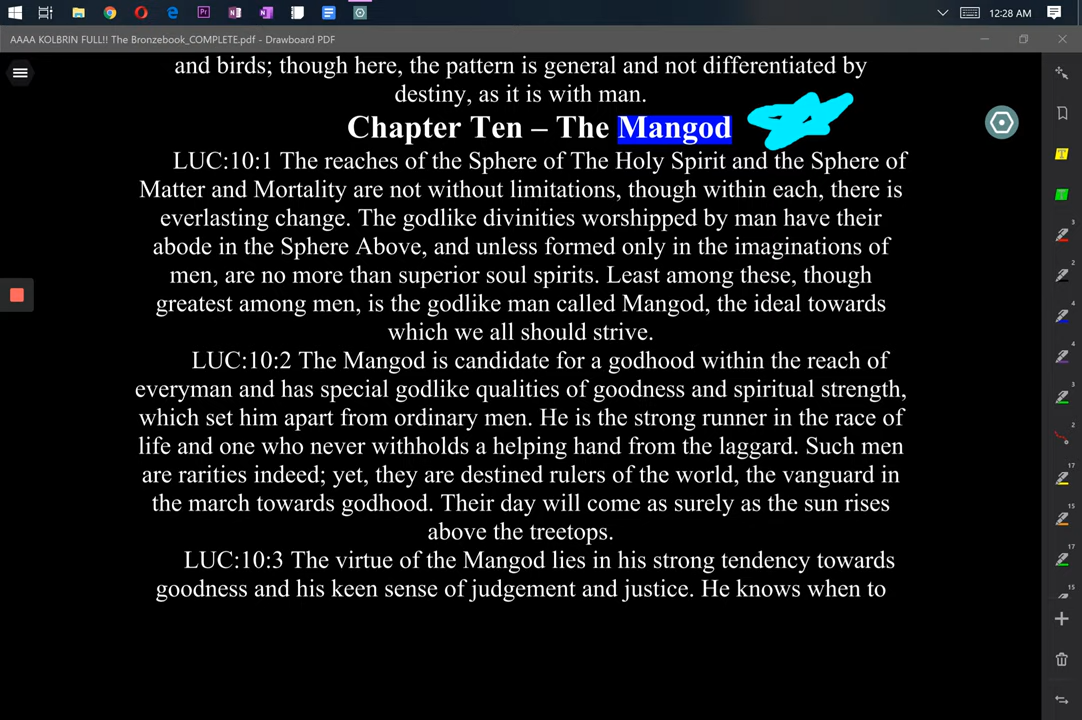 12:28 AM
AAAA KOLBRIN FULL!! The Bronzebook_COMPLETE.pdf - Drawboard PDF
and birds; though here, the pattern is general and not differentiated by
destiny, as it is with man.
Chapter Ten – The Mangod
LUC:10:1 The reaches of the Sphere of The Holy Spirit and the Sphere of
Matter and Mortality are not without limitations, though within each, there is
everlasting change. The godlike divinities worshipped by man have their
abode in the Sphere Above, and unless formed only in the imaginations of
men, are no more than superior soul spirits. Least among these, though
greatest among men, is the godlike man called Mangod, the ideal towards
which we all should strive.
LUC:10:2 The Mangod is candidate for a godhood within the reach of
everyman and has special godlike qualities of goodness and spiritual strength,
which set him apart from ordinary men. He is the strong runner in the race of
life and one who never withholds a helping hand from the laggard. Such men
are rarities indeed; yet, they are destined rulers of the world, the vanguard in
the march towards godhood. Their day will come as surely as the sun rises
above the treetops.
LUC:10:3 The virtue of the Mangod lies in his strong tendency towards
goodness and his keen sense of judgement and justice. He knows when to